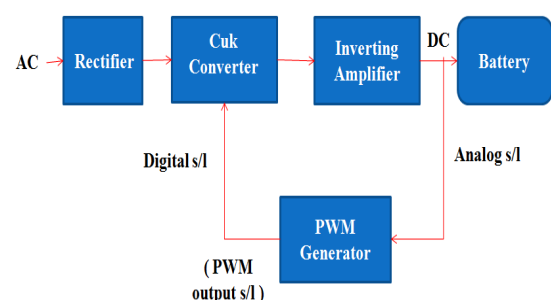 AC
Rectifier
Cuk
Converter
Inverting
Amplifier
DC
Battery
Digital s/l
Analog s/l
PWM
Generator
( PWM
output s/l )